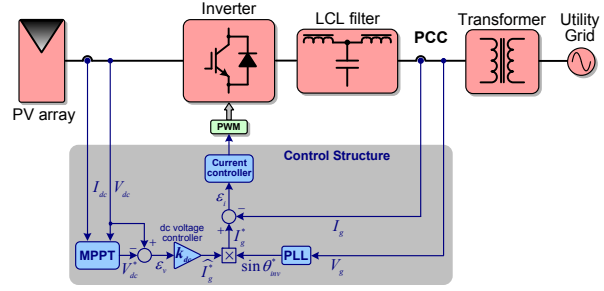 Inverter
LCL filter
PCC
Transformer
Utility
Grid
PV array
PWM
Control Structure
Current
controller
I_dc
V_dc
ε_i
−
+
I_g^*
I_g
dc voltage
controller
MPPT
−
+
V_dc^*
ε_v
k_dc
Î_g^*
×
sin θ_inv^*
PLL
V_g